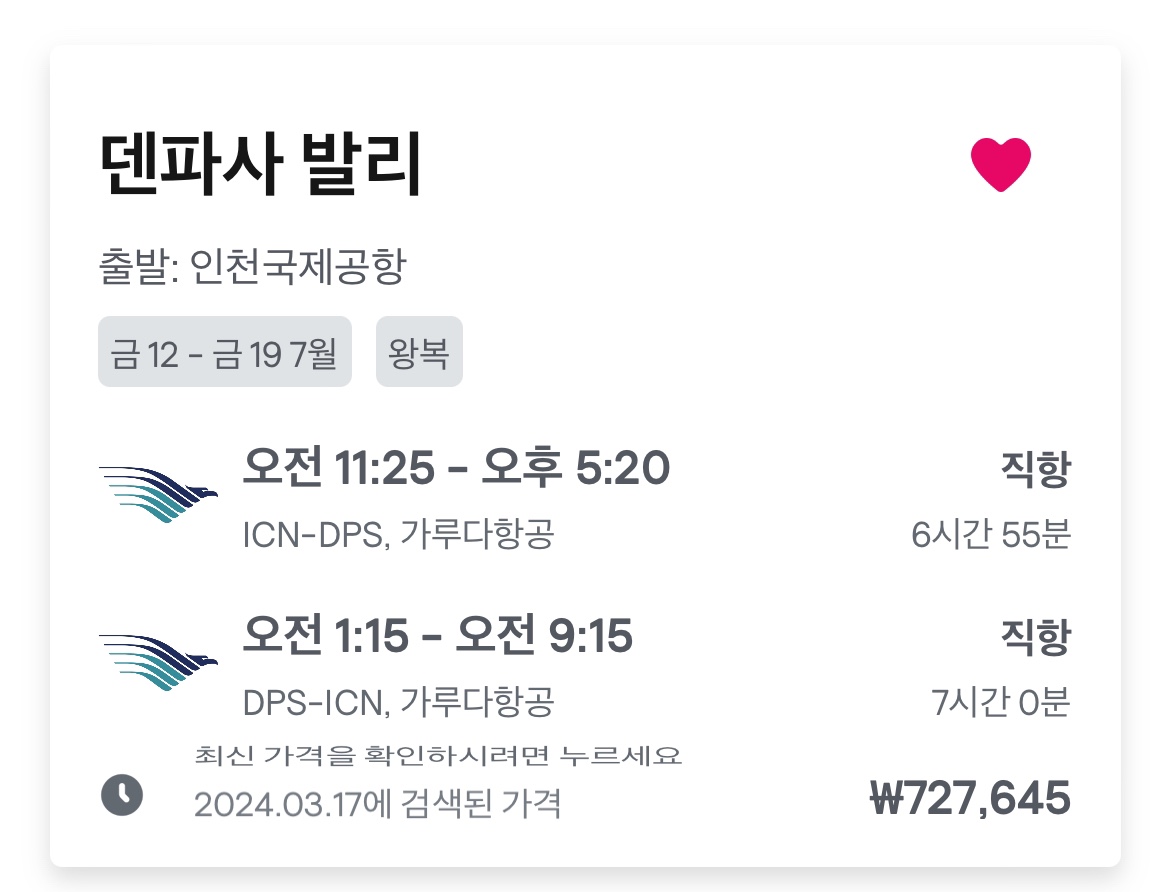 덴파사 발리
출발: 인천국제공항
금 12 - 금 19 7월 왕복
오전 11:25 - 오후 5:20 직항
ICN-DPS, 가루다항공 6시간 55분
오전 1:15 - 오전 9:15 직항
DPS-ICN, 가루다항공 7시간 0분
최신 가격을 확인하시려면 누르세요
2024.03.17에 검색된 가격 ₩727,645